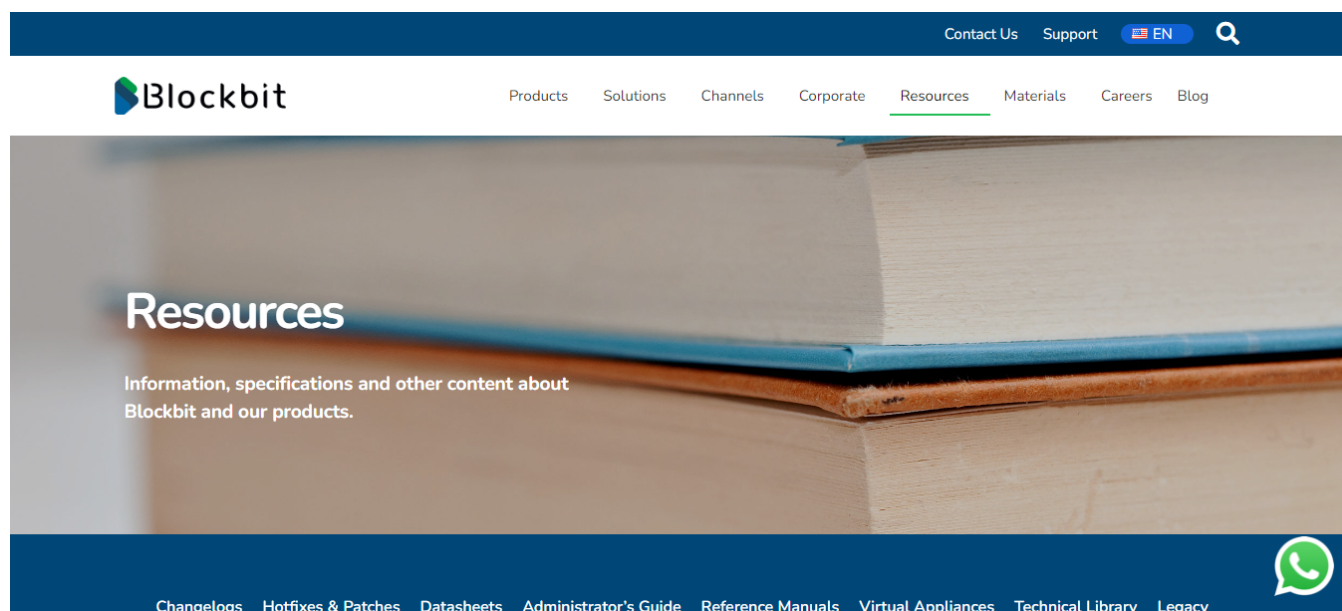 Contact Us Support EN
Blockbit
Products Solutions Channels Corporate Resources Materials Careers Blog
Resources
Information, specifications and other content about
Blockbit and our products.
Changelogs Hotfixes & Patches Datasheets Administrator's Guide Reference Manuals Virtual Appliances Technical Library Legacy